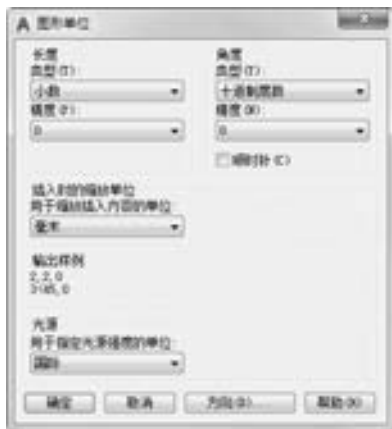 图形单位
长度
类型(T):
小数
精度(P):
0
角度
类型(Y):
十进制度数
精度(N):
0
顺时针(C)
插入时的缩放单位
用于缩放插入内容的单位:
毫米
输出样例
2,2,0
3<45,0
光源
用于指定光源强度的单位:
国际
确定
取消
方向(D)...
帮助(H)